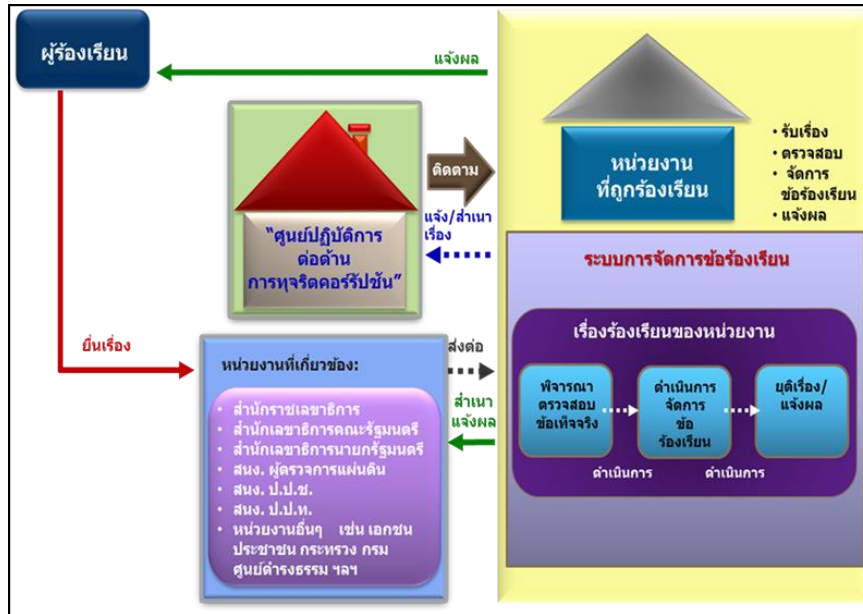 ผู้ร้องเรียน
แจ้งผล
ติดตาม
หน่วยงาน
ที่ถูกร้องเรียน
• รับเรื่อง
• ตรวจสอบ
• จัดการ
ข้อร้องเรียน
• แจ้งผล
"ศูนย์ปฏิบัติการ
ต่อต้าน
การทุจริตคอร์รัปชัน"
แจ้ง/สำเนา
เรื่อง
ระบบการจัดการข้อร้องเรียน
ยื่นเรื่อง
หน่วยงานที่เกี่ยวข้อง:
ส่งต่อ
สำเนา
แจ้งผล
• สำนักราชเลขาธิการ
• สำนักเลขาธิการคณะรัฐมนตรี
• สำนักเลขาธิการนายกรัฐมนตรี
• สนง. ผู้ตรวจการแผ่นดิน
• สนง. ป.ป.ช.
• สนง. ป.ป.ท.
• หน่วยงานอื่นๆ เช่น เอกชน
ประชาชน กระทรวง กรม
ศูนย์ดำรงธรรม ฯลฯ
เรื่องร้องเรียนของหน่วยงาน
พิจารณา
ตรวจสอบ
ข้อเท็จจริง
ดำเนินการ
จัดการ
ข้อ
ร้องเรียน
ยุติเรื่อง/
แจ้งผล
ดำเนินการ
ดำเนินการ